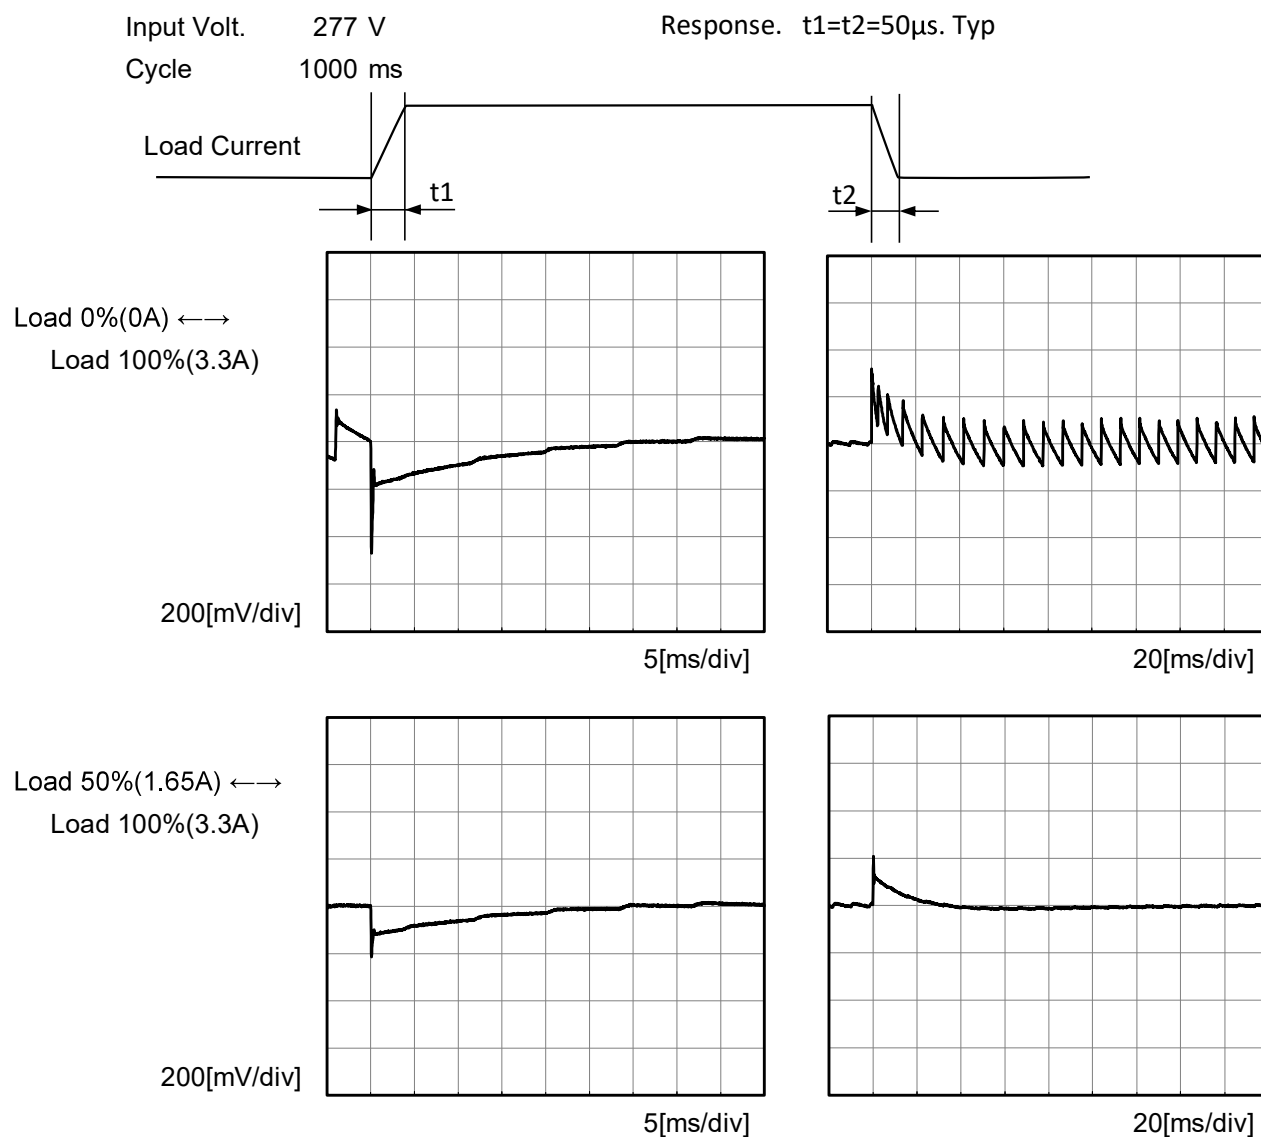 Input Volt. 277 V Response. t1=t2=50µs. Typ
Cycle 1000 ms
Load Current
t1
t2
Load 0%(0A) ←→
Load 100%(3.3A)
200[mV/div]
5[ms/div]
20[ms/div]
Load 50%(1.65A) ←→
Load 100%(3.3A)
200[mV/div]
5[ms/div]
20[ms/div]